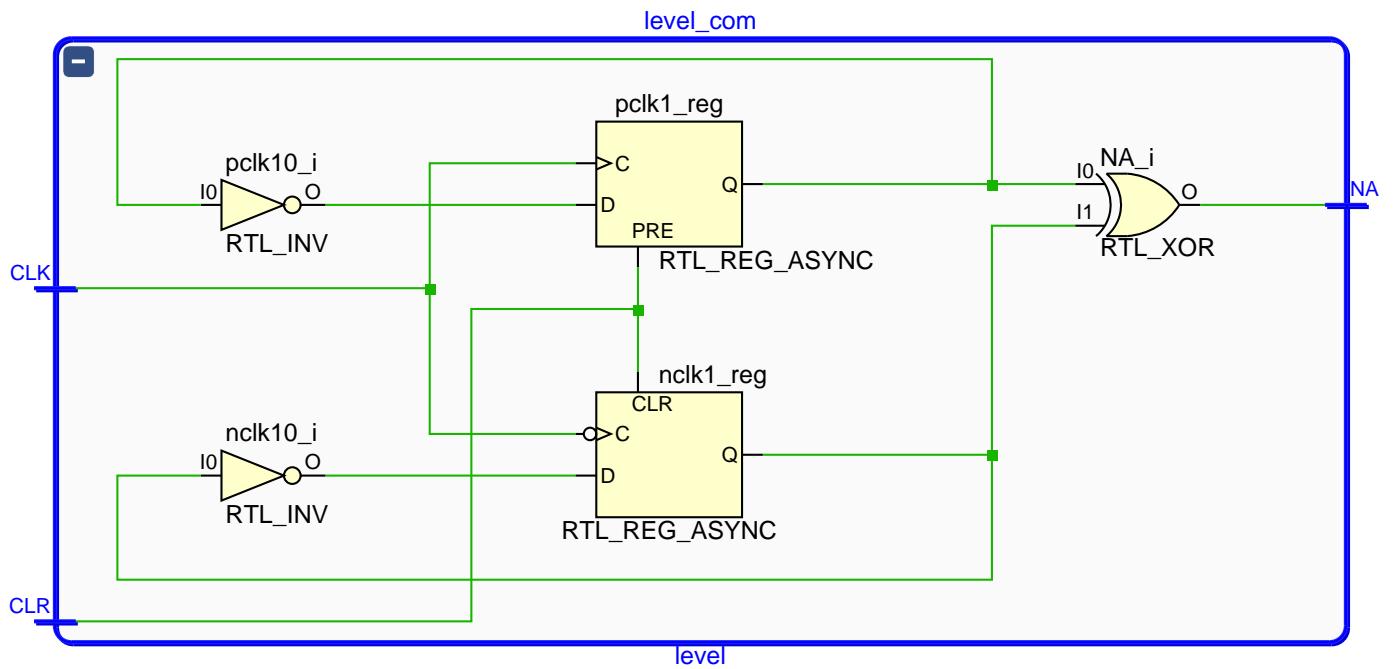 level_com
pclk1_reg
pclk10_i
I0
O
C
D
Q
PRE
RTL_INV
RTL_REG_ASYNC
NA_i
I0
I1
O
RTL_XOR
NA
CLK
nclk1_reg
CLR
nclk10_i
I0
O
C
D
Q
RTL_INV
RTL_REG_ASYNC
CLR
level